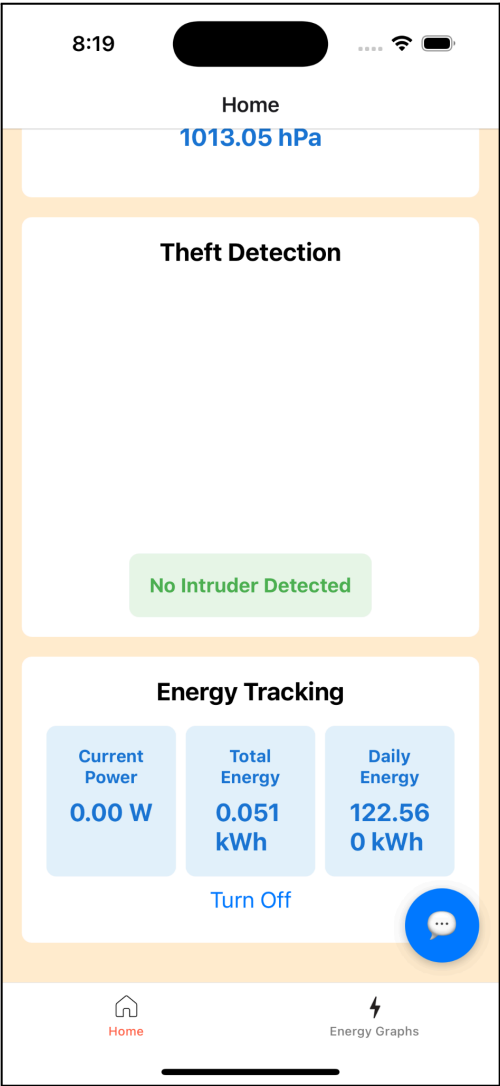 8:19
Home
1013.05 hPa
Theft Detection
No Intruder Detected
Energy Tracking
Current
Power
0.00 W
Total
Energy
0.051
kWh
Daily
Energy
122.56
0 kWh
Turn Off
Home
Energy Graphs